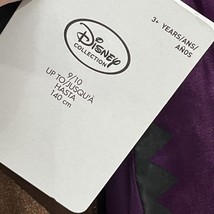 Disney
COLLECTION
3+ YEARS/ANS/
AÑOS
9/10
UP TO/JUSQU'À
HASTA
140 cm